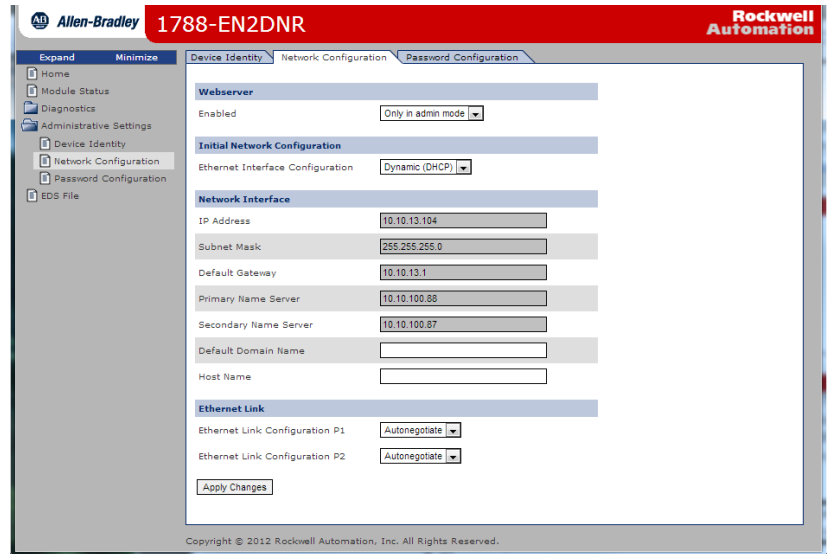 Allen-Bradley
1788-EN2DNR
Rockwell
Automation
Expand Minimize
Home
Module Status
Diagnostics
Administrative Settings
Device Identity
Network Configuration
Password Configuration
EDS File
Device Identity Network Configuration Password Configuration
Webserver
Enabled Only in admin mode
Initial Network Configuration
Ethernet Interface Configuration Dynamic (DHCP)
Network Interface
IP Address 10.10.13.104
Subnet Mask 255.255.255.0
Default Gateway 10.10.13.1
Primary Name Server 10.10.100.88
Secondary Name Server 10.10.100.87
Default Domain Name
Host Name
Ethernet Link
Ethernet Link Configuration P1 Autonegotiate
Ethernet Link Configuration P2 Autonegotiate
Apply Changes
Copyright © 2012 Rockwell Automation, Inc. All Rights Reserved.